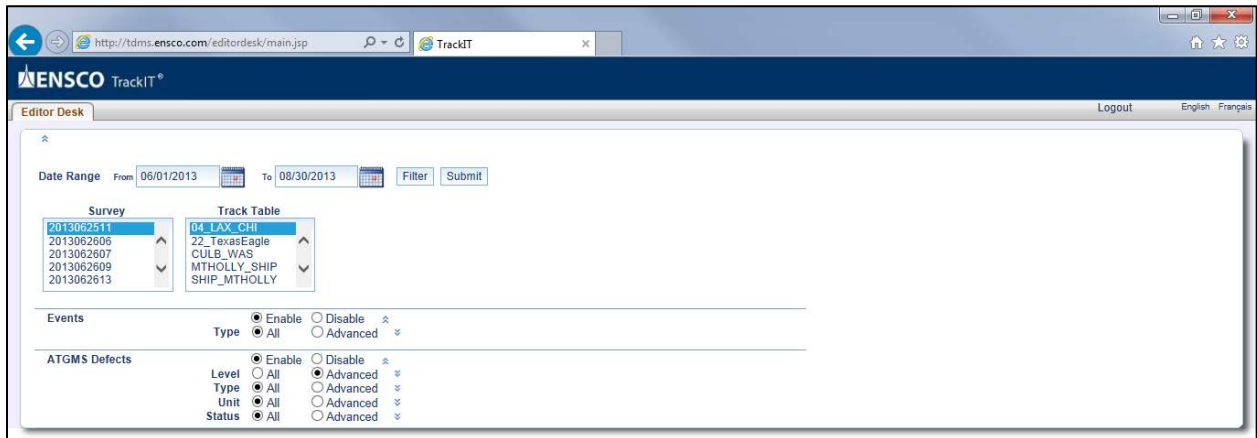 http://tdms.ensco.com/editordesk/main.jsp TrackIT
ENSCO TrackIT®
Editor Desk Logout English Français
Date Range From 06/01/2013 To 08/30/2013 Filter Submit
Survey Track Table
2013062511 04_LAX_CHI
2013062606 22_TexasEagle
2013062607 CULB_WAS
2013062609 MTHOLLY_SHIP
2013062613 SHIP_MTHOLLY
Events Enable Disable
Type All Advanced
ATGMS Defects Enable Disable
Level All Advanced
Type All Advanced
Unit All Advanced
Status All Advanced